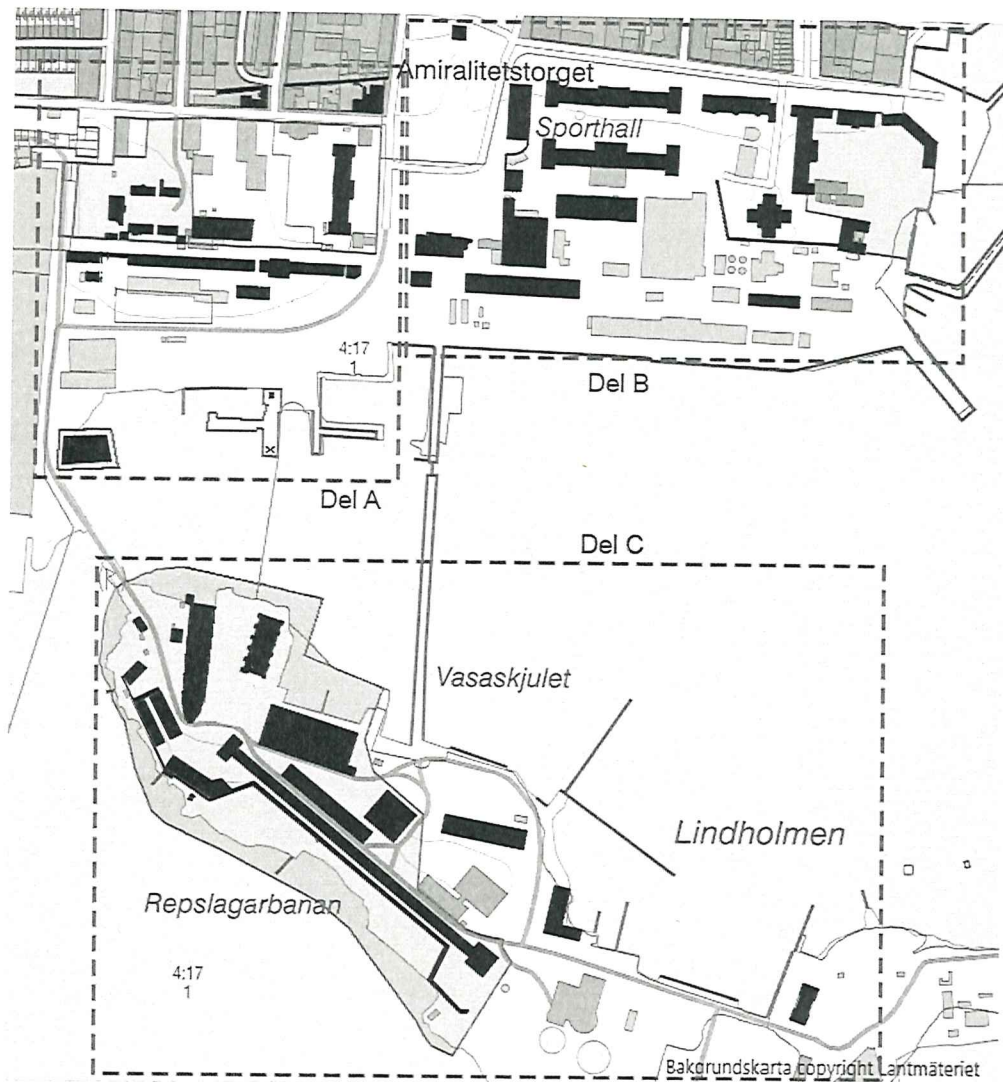 Amiralitetstorget
Sporthall
4:17
1
Del B
Del A
Del C
Vasaskjulet
Lindholmen
Repslagarbanan
4:17
1
Bakgrundskarta copyright Lantmäteriet